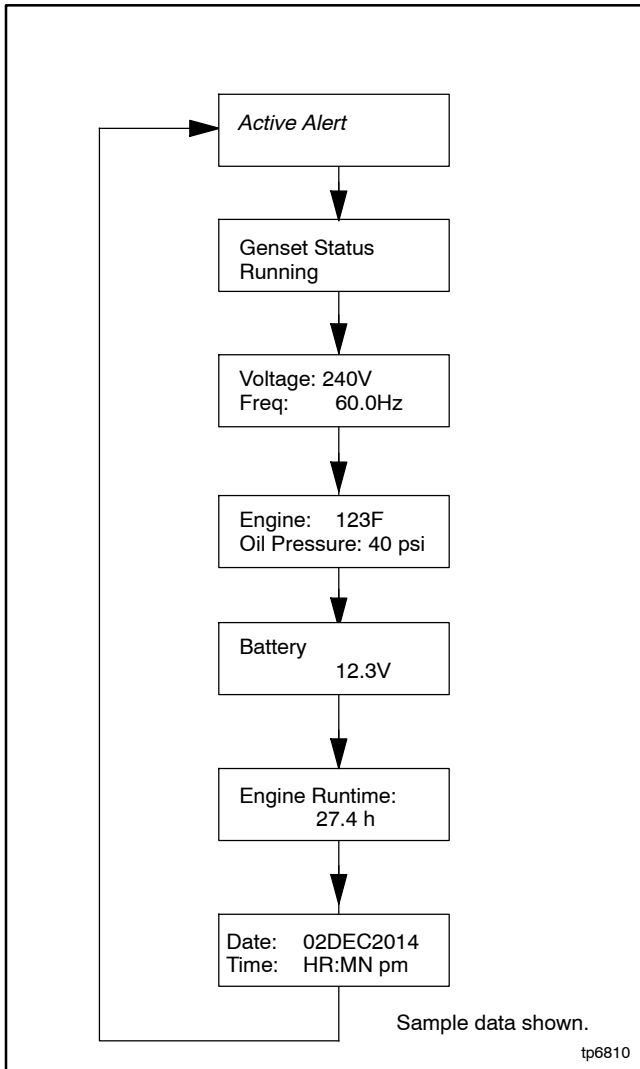 Active Alert
Genset Status
Running
Voltage: 240V
Freq: 60.0Hz
Engine: 123F
Oil Pressure: 40 psi
Battery
12.3V
Engine Runtime:
27.4 h
Date: 02DEC2014
Time: HR:MN pm
Sample data shown.
tp6810